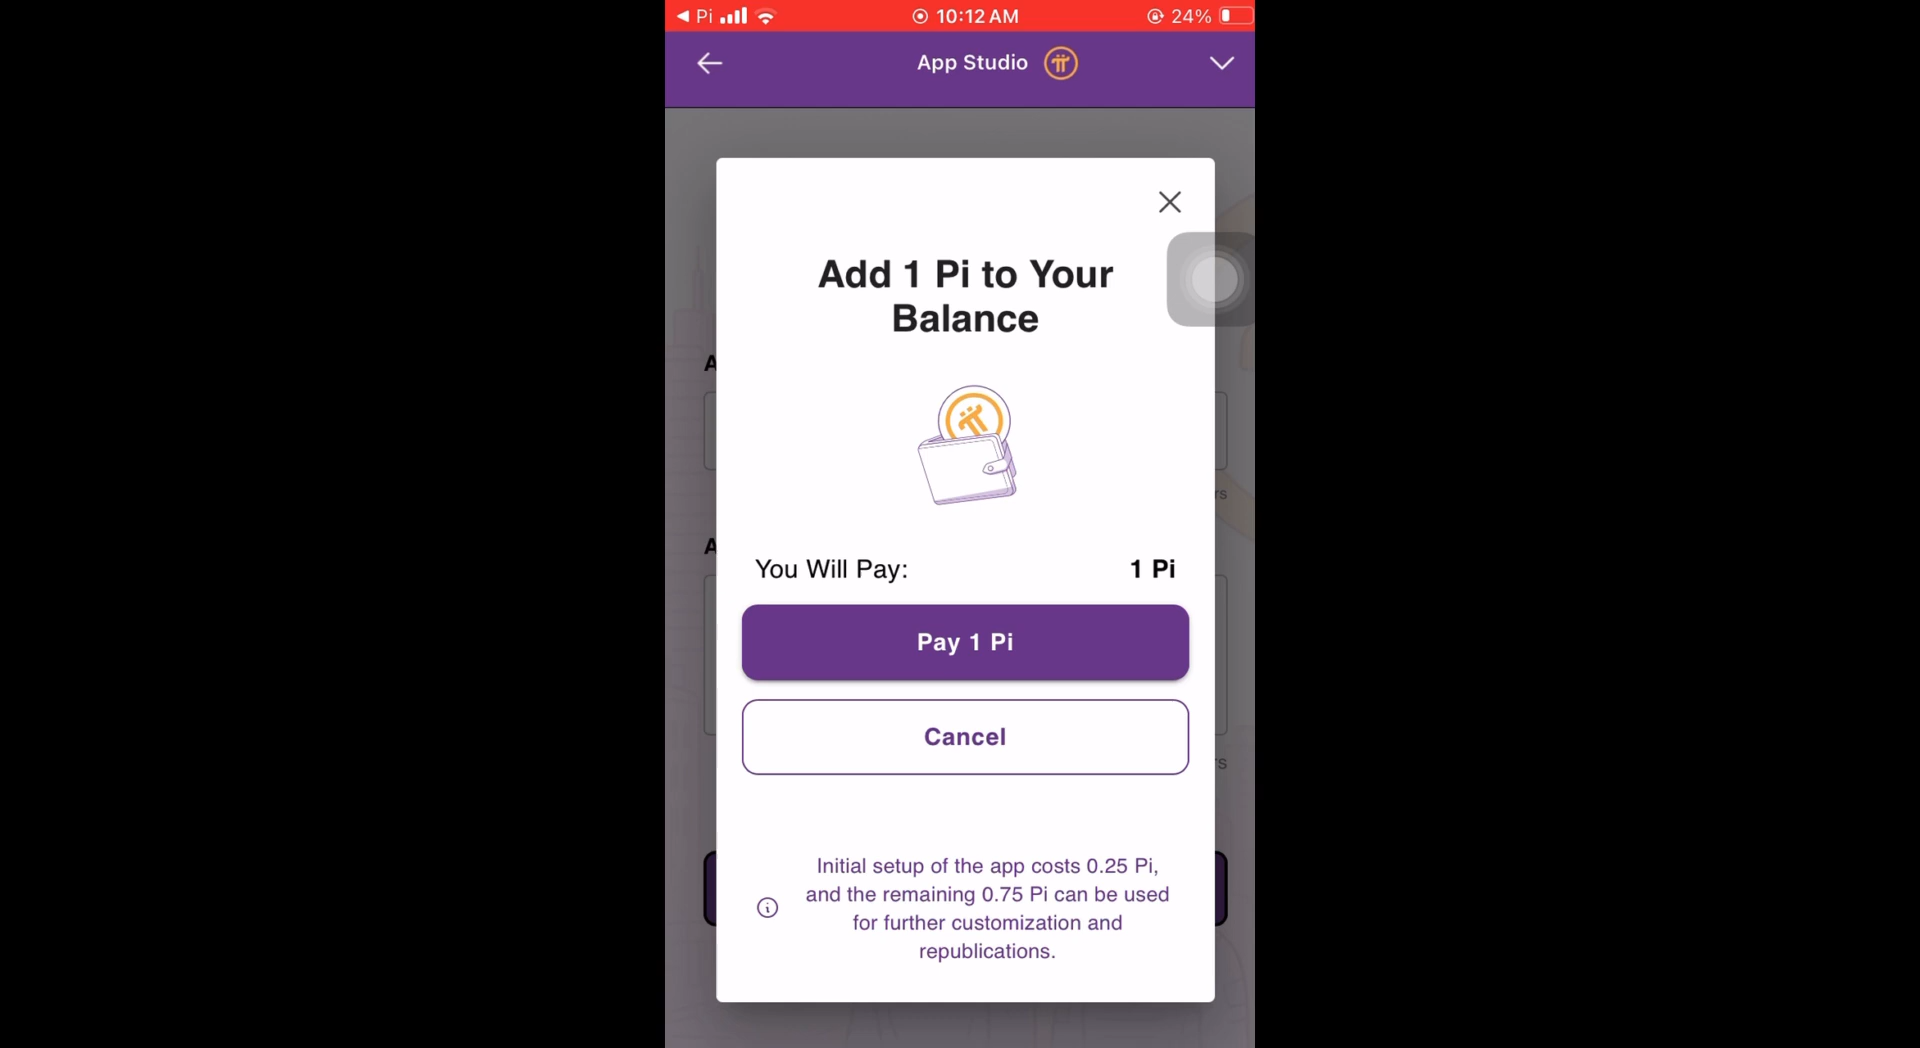 Pi 10:12 AM 24%
App Studio
Add 1 Pi to Your
Balance
A
rs
A
You Will Pay: 1 Pi
Pay 1 Pi
Cancel
rs
Initial setup of the app costs 0.25 Pi,
and the remaining 0.75 Pi can be used
for further customization and
republications.